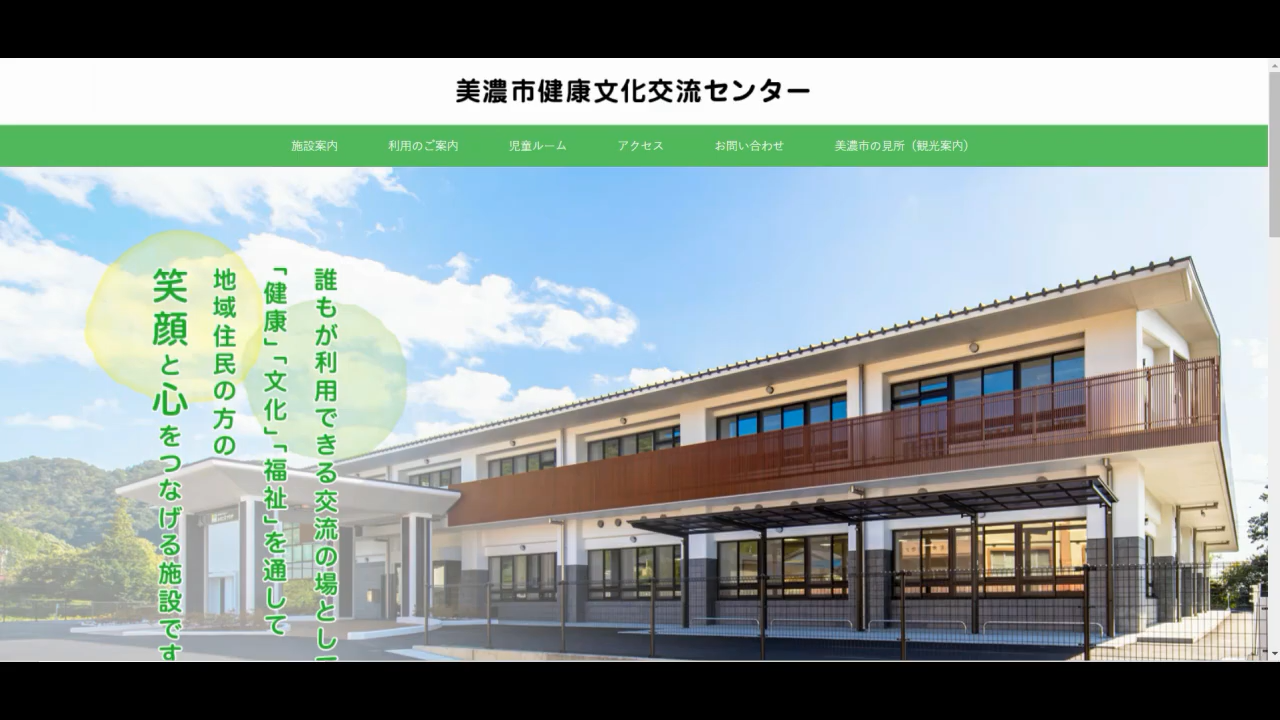 美濃市健康文化交流センター
施設案内
利用のご案内
児童ルーム
アクセス
お問い合わせ
美濃市の見所（観光案内）
誰もが利用できる交流の場として
「健康」「文化」「福祉」を通して
地域住民の方の
笑顔と心をつなげる施設です